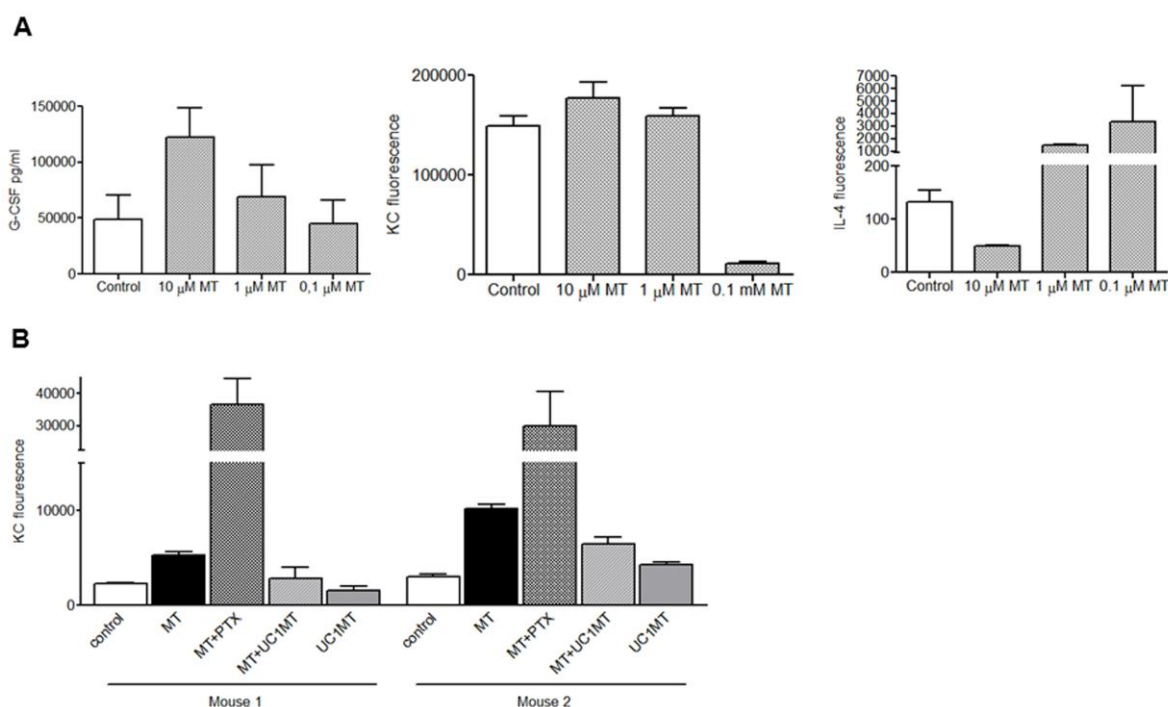 A
G-CSF pg/ml
150000
100000
50000
0
Control 10 μM MT 1 μM MT 0,1 μM MT
KC fluorescence
200000
100000
0
Control 10 μM MT 1 μM MT 0.1 mM MT
IL-4 fluorescence
7000
6000
5000
4000
3000
2000
1000
200
100
0
Control 10 μM MT 1 μM MT 0.1 μM MT
B
KC flourescence
40000
30000
10000
0
control MT MT+PTX MT+UC1MT UC1MT control MT MT+PTX MT+UC1MT UC1MT
Mouse 1 Mouse 2